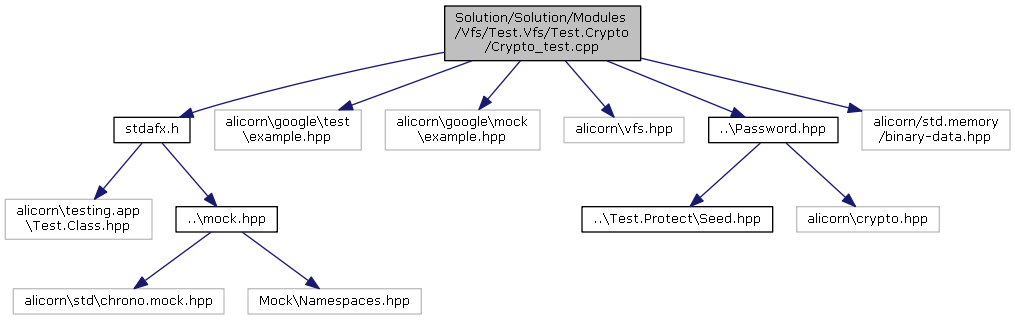 Solution/Solution/Modules
/Vfs/Test.Vfs/Test.Crypto
/Crypto_test.cpp
stdafx.h
alicorn\google\test
\example.hpp
alicorn\google\mock
\example.hpp
alicorn\vfs.hpp
..\Password.hpp
alicorn/std.memory
/binary-data.hpp
alicorn\testing.app
\Test.Class.hpp
..\mock.hpp
..\Test.Protect\Seed.hpp
alicorn\crypto.hpp
alicorn\std\chrono.mock.hpp
Mock\Namespaces.hpp